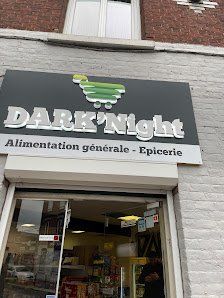 DARK'Night
Alimentation générale - Epicerie